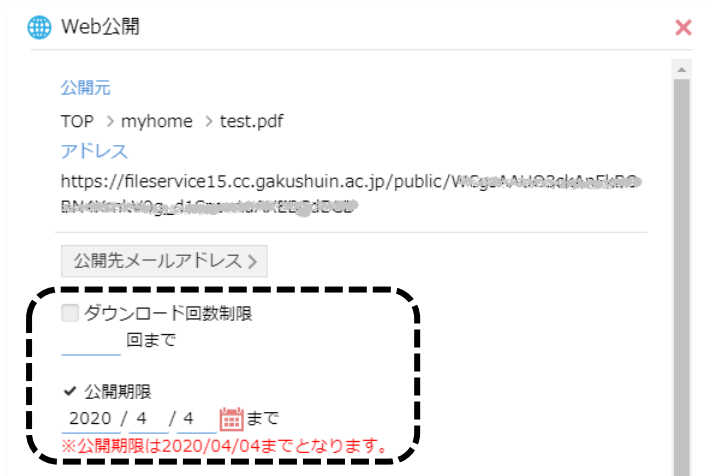 Web公開
公開元
TOP > myhome > test.pdf
アドレス
https://fileservice15.cc.gakushuin.ac.jp/public/
公開先メールアドレス >
ダウンロード回数制限
回まで
公開期限
2020 / 4 / 4 まで
※公開期限は2020/04/04までとなります。